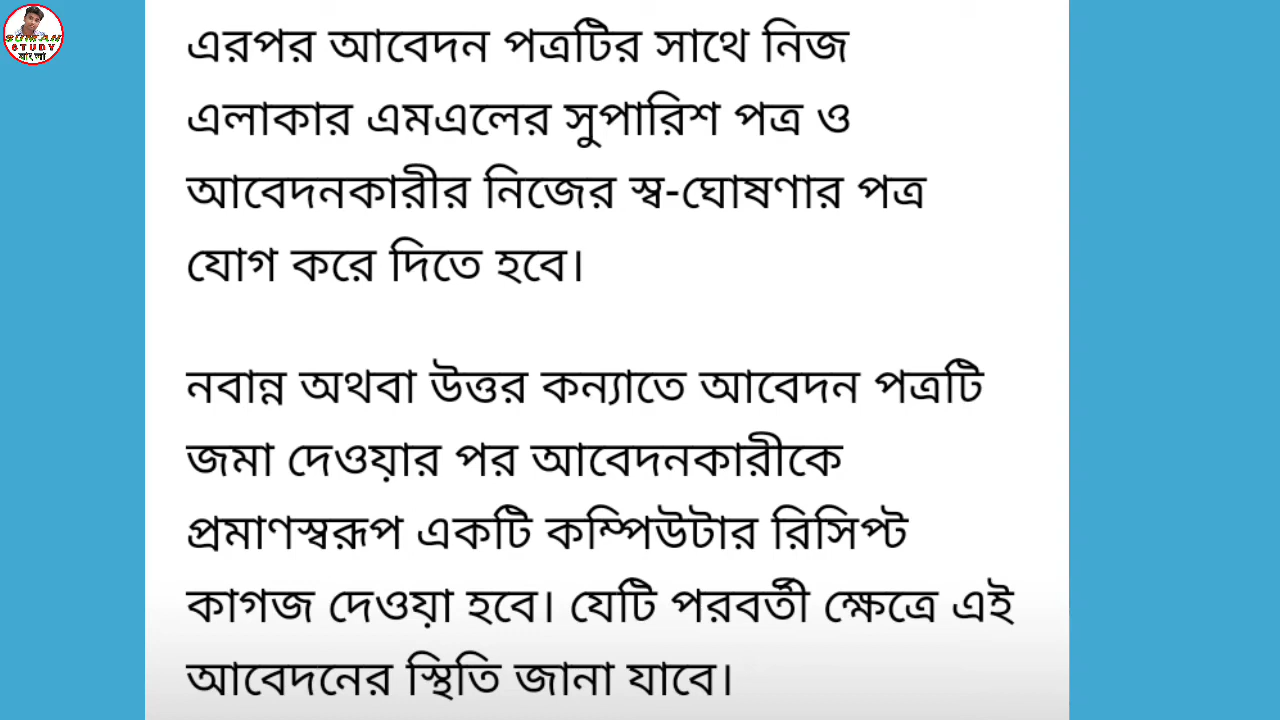 SUMAN
STUDY
বাংলা
এরপর আবেদন পত্রটির সাথে নিজ
এলাকার এমএলের সুপারিশ পত্র ও
আবেদনকারীর নিজের স্ব-ঘোষণার পত্র
যোগ করে দিতে হবে।
নবান্ন অথবা উত্তর কন্যাতে আবেদন পত্রটি
জমা দেওয়ার পর আবেদনকারীকে
প্রমাণস্বরূপ একটি কম্পিউটার রিসিপ্ট
কাগজ দেওয়া হবে। যেটি পরবর্তী ক্ষেত্রে এই
আবেদনের স্থিতি জানা যাবে।